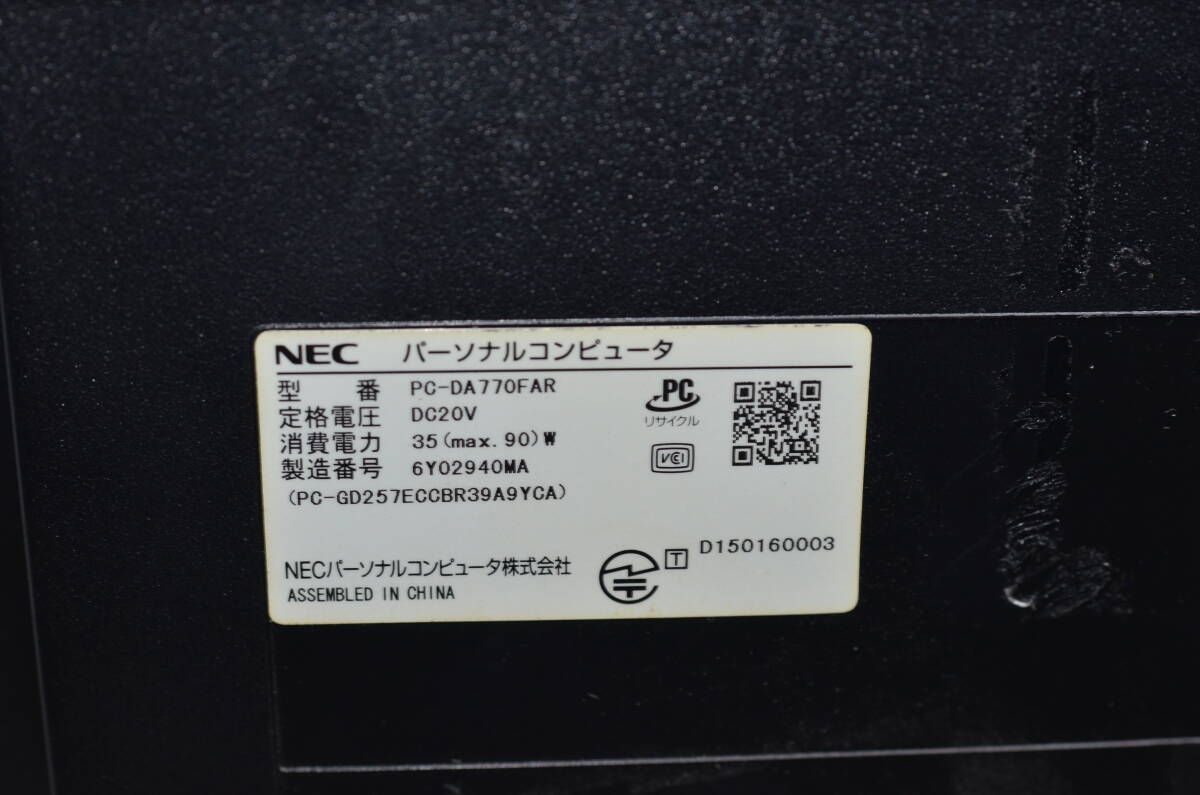 NEC パーソナルコンピュータ
型 番 PC-DA770FAR
定格電圧 DC20V
消費電力 35(max. 90)W
製造番号 6Y02940MA
(PC-GD257ECCBR39A9YCA)
PC
リサイクル
VCI
T D150160003
NECパーソナルコンピュータ株式会社
ASSEMBLED IN CHINA